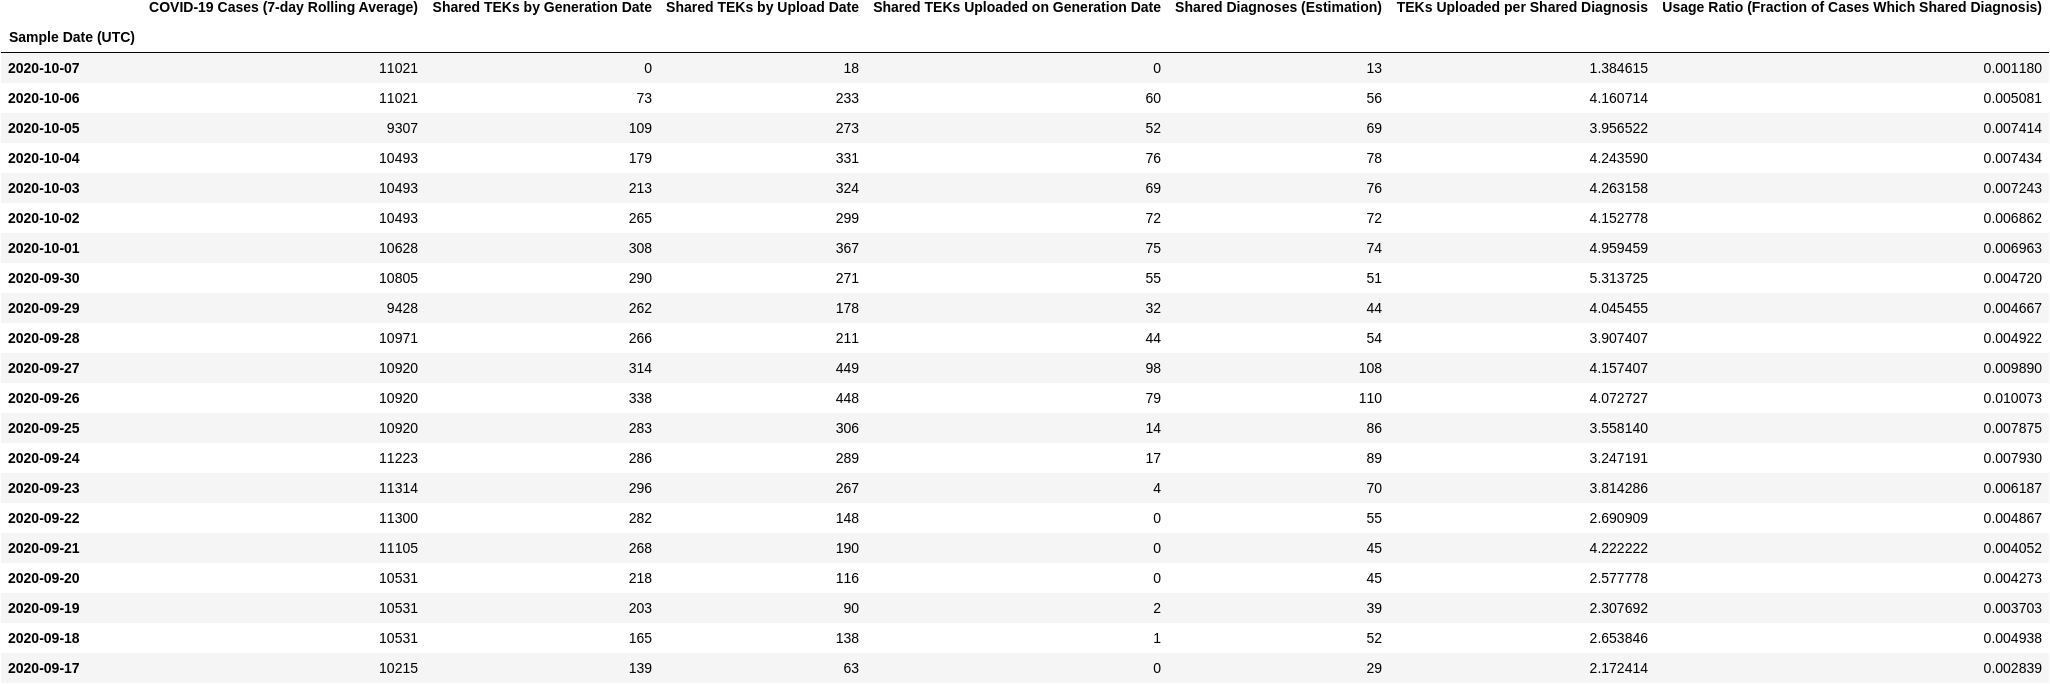 COVID-19 Cases (7-day Rolling Average) Shared TEKs by Generation Date Shared TEKs by Upload Date Shared TEKs Uploaded on Generation Date Shared Diagnoses (Estimation) TEKs Uploaded per Shared Diagnosis Usage Ratio (Fraction of Cases Which Shared Diagnosis)
Sample Date (UTC)
2020-10-07 11021 0 18 0 13 1.384615 0.001180
2020-10-06 11021 73 233 60 56 4.160714 0.005081
2020-10-05 9307 109 273 52 69 3.956522 0.007414
2020-10-04 10493 179 331 76 78 4.243590 0.007434
2020-10-03 10493 213 324 69 76 4.263158 0.007243
2020-10-02 10493 265 299 72 72 4.152778 0.006862
2020-10-01 10628 308 367 75 74 4.959459 0.006963
2020-09-30 10805 290 271 55 51 5.313725 0.004720
2020-09-29 9428 262 178 32 44 4.045455 0.004667
2020-09-28 10971 266 211 44 54 3.907407 0.004922
2020-09-27 10920 314 449 98 108 4.157407 0.009890
2020-09-26 10920 338 448 79 110 4.072727 0.010073
2020-09-25 10920 283 306 14 86 3.558140 0.007875
2020-09-24 11223 286 289 17 89 3.247191 0.007930
2020-09-23 11314 296 267 4 70 3.814286 0.006187
2020-09-22 11300 282 148 0 55 2.690909 0.004867
2020-09-21 11105 268 190 0 45 4.222222 0.004052
2020-09-20 10531 218 116 0 45 2.577778 0.004273
2020-09-19 10531 203 90 2 39 2.307692 0.003703
2020-09-18 10531 165 138 1 52 2.653846 0.004938
2020-09-17 10215 139 63 0 29 2.172414 0.002839